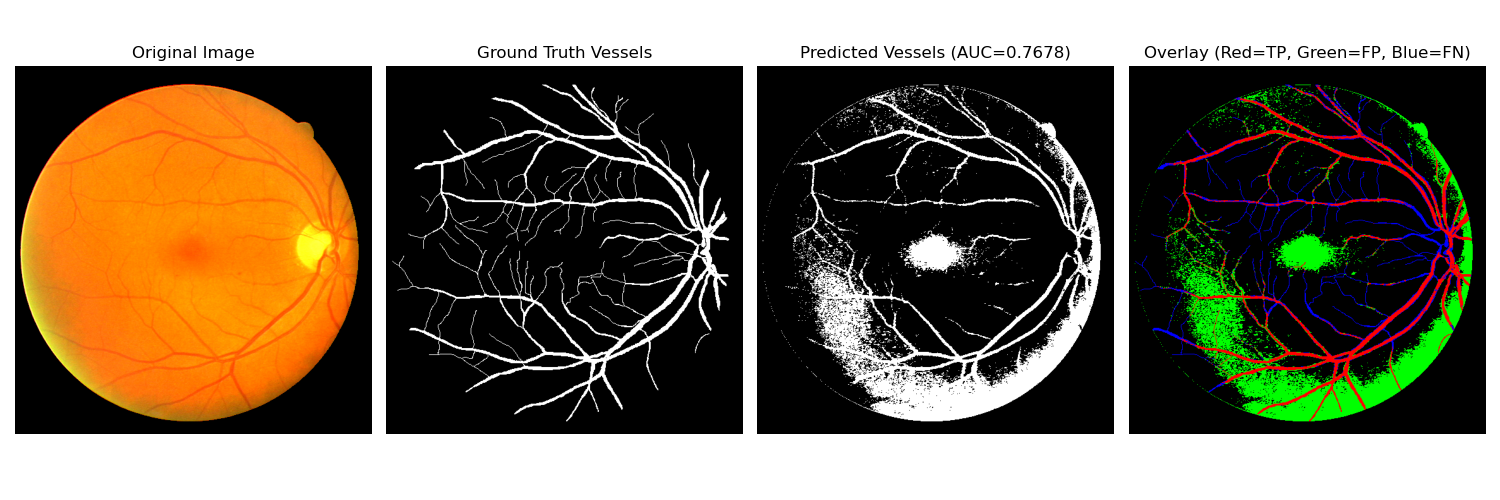 Original Image
Ground Truth Vessels
Predicted Vessels (AUC=0.7678)
Overlay (Red=TP, Green=FP, Blue=FN)